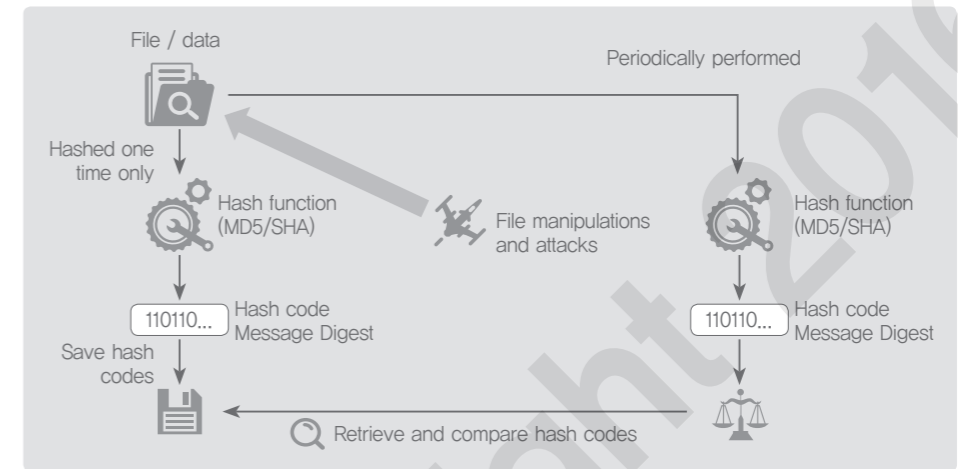 File / data
Periodically performed
Hashed one
time only
Hash function
(MD5/SHA)
File manipulations
and attacks
Hash function
(MD5/SHA)
110110...
Hash code
Message Digest
110110...
Hash code
Message Digest
Save hash
codes
Retrieve and compare hash codes